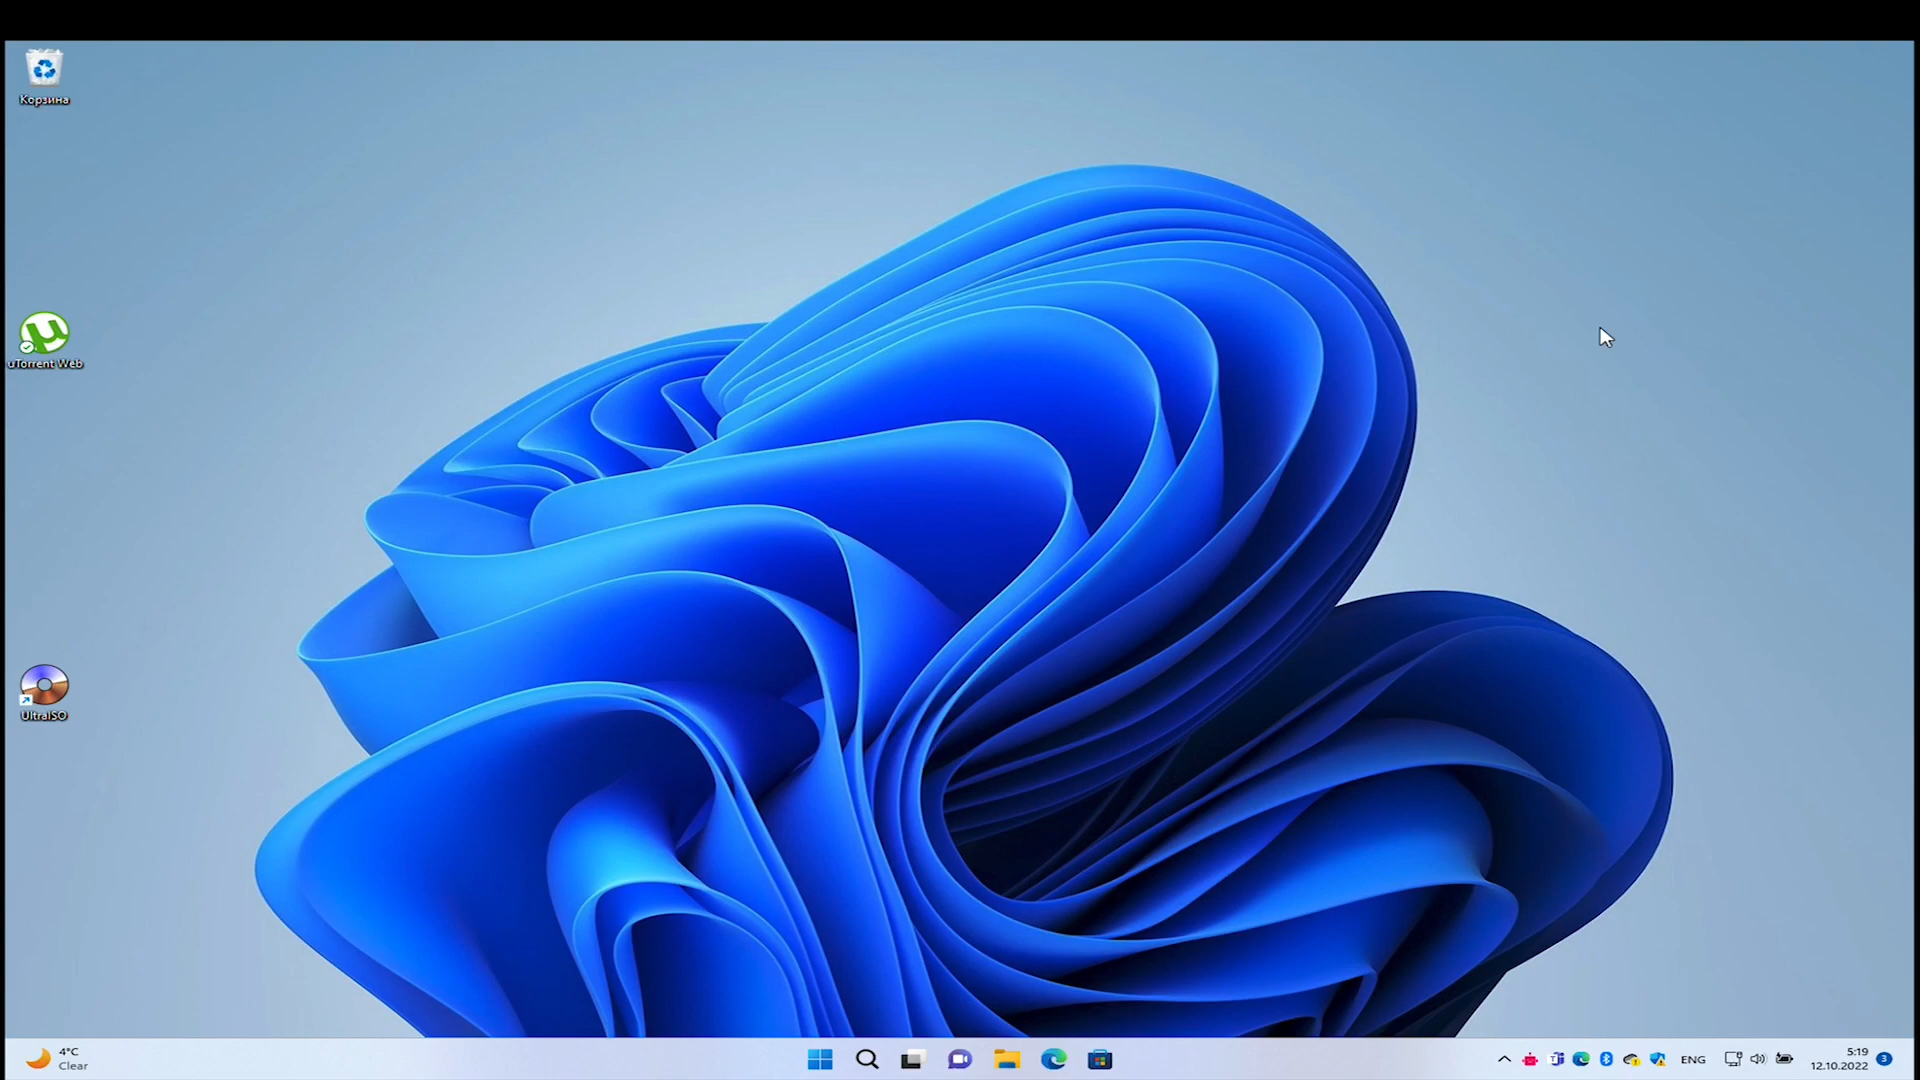 Корзина
uTorrent Web
UltraISO
4°C
Clear
ENG
5:19
12.10.2022
3